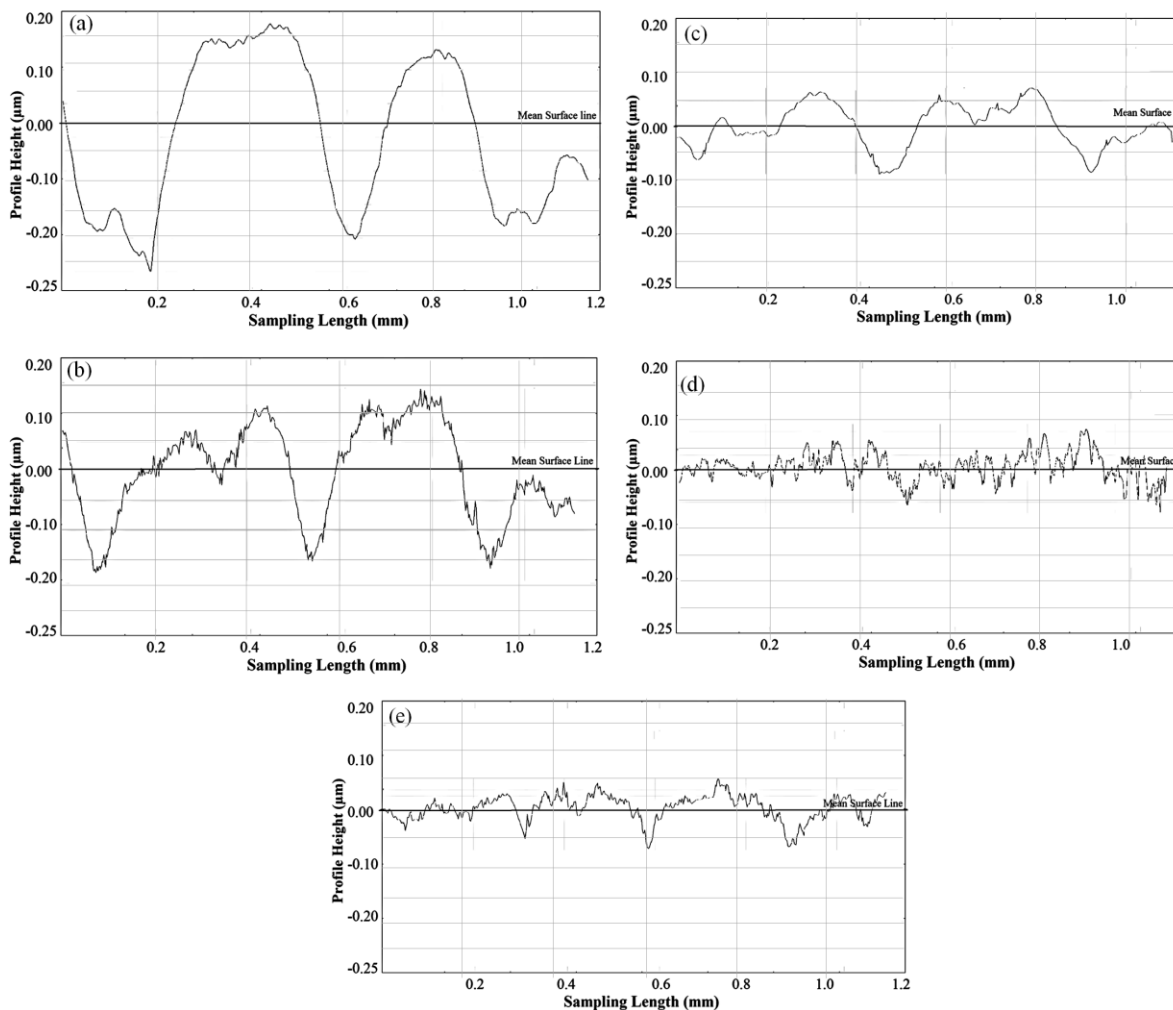 (a)
0.20
0.10
0.00
-0.10
-0.20
-0.25
Profile Height (µm)
Mean Surface line
0.2 0.4 0.6 0.8 1.0 1.2
Sampling Length (mm)
(c)
0.20
0.10
0.00
-0.10
-0.20
-0.25
Profile Height (µm)
Mean Surface
0.2 0.4 0.6 0.8 1.0
Sampling Length (mm)
(b)
0.20
0.10
0.00
-0.10
-0.20
-0.25
Profile Height (µm)
Mean Surface Line
0.2 0.4 0.6 0.8 1.0 1.2
Sampling Length (mm)
(d)
0.20
0.10
0.00
-0.10
-0.20
-0.25
Profile Height (µm)
Mean Surfac
0.2 0.4 0.6 0.8 1.0
Sampling Length (mm)
(e)
0.20
0.10
0.00
-0.10
-0.20
-0.25
Profile Height (µm)
Mean Surface Line
0.2 0.4 0.6 0.8 1.0 1.2
Sampling Length (mm)